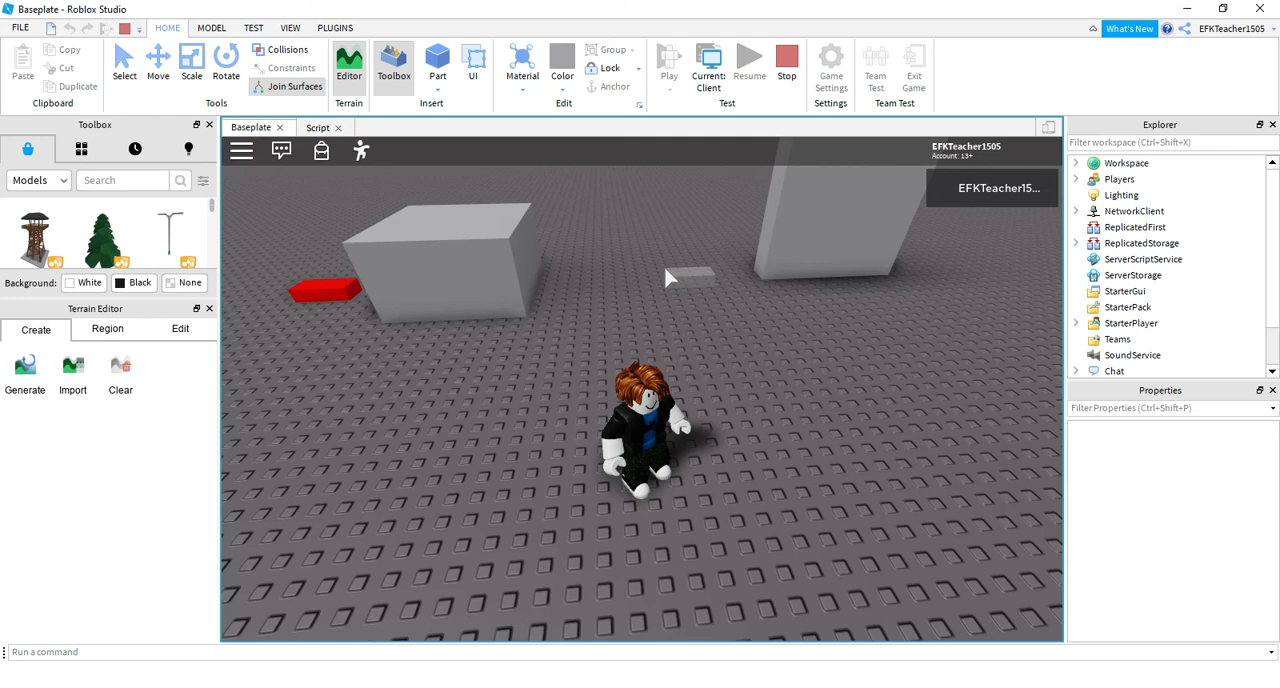 Baseplate - Roblox Studio
FILE HOME MODEL TEST VIEW PLUGINS What's New EFKTeacher1505
Paste Copy Cut Duplicate Clipboard
Select Move Scale Rotate Collisions Constraints Join Surfaces Tools
Editor Terrain
Toolbox Part UI Insert
Material Color Group Lock Anchor Edit
Play Current: Client Resume Stop Test
Game Settings Settings
Team Test Exit Game Team Test
Toolbox
Models Search
Background: White Black None
Terrain Editor
Create Region Edit
Generate Import Clear
Baseplate Script
EFKTeacher1505
Account: 13+
EFKTeacher15...
Explorer
Filter workspace (Ctrl+Shift+X)
Workspace
Players
Lighting
NetworkClient
ReplicatedFirst
ReplicatedStorage
ServerScriptService
ServerStorage
StarterGui
StarterPack
StarterPlayer
Teams
SoundService
Chat
Properties
Filter Properties (Ctrl+Shift+P)
Run a command